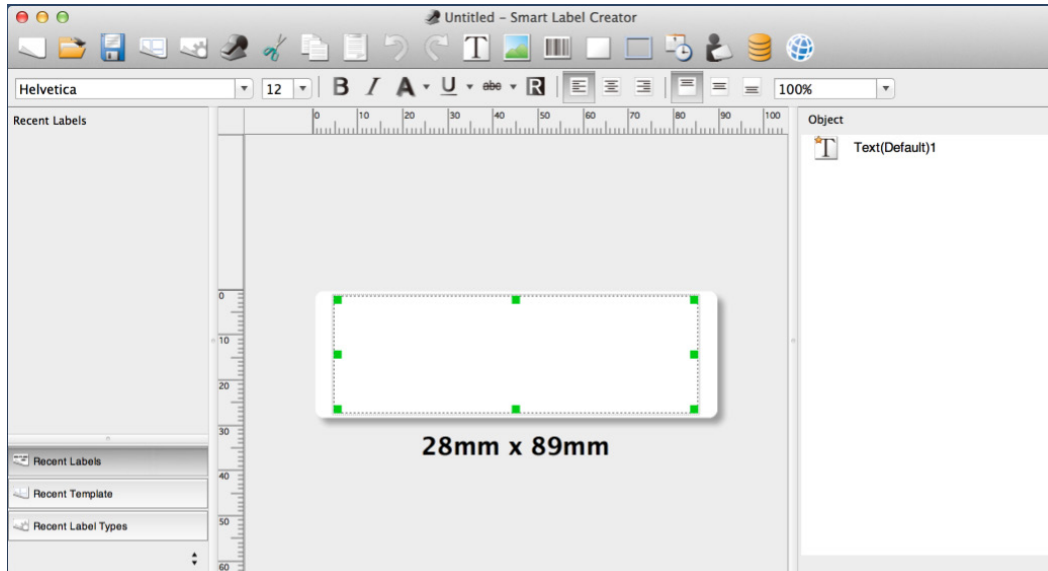 Untitled – Smart Label Creator
T
Helvetica
12
B I A U abc R
100%
Recent Labels
0 10 20 30 40 50 60 70 80 90 100
Object
T Text(Default)1
0
10
20
30
40
50
60
28mm x 89mm
Recent Labels
Recent Template
Recent Label Types